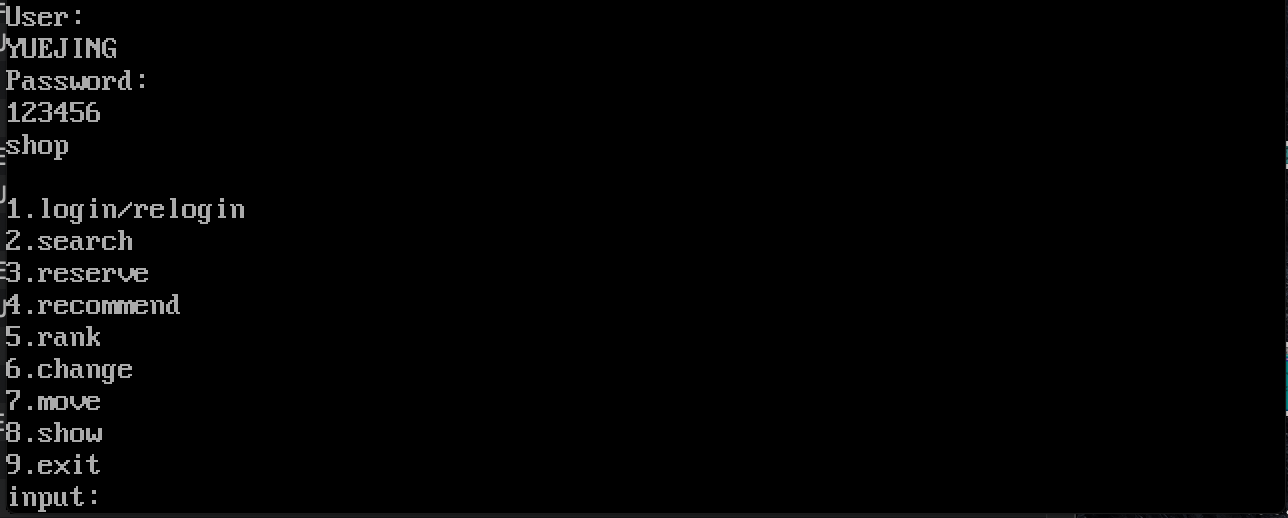 User:
YUEJING
Password:
123456
shop
1.login/relogin
2.search
3.reserve
4.recommend
5.rank
6.change
7.move
8.show
9.exit
input: